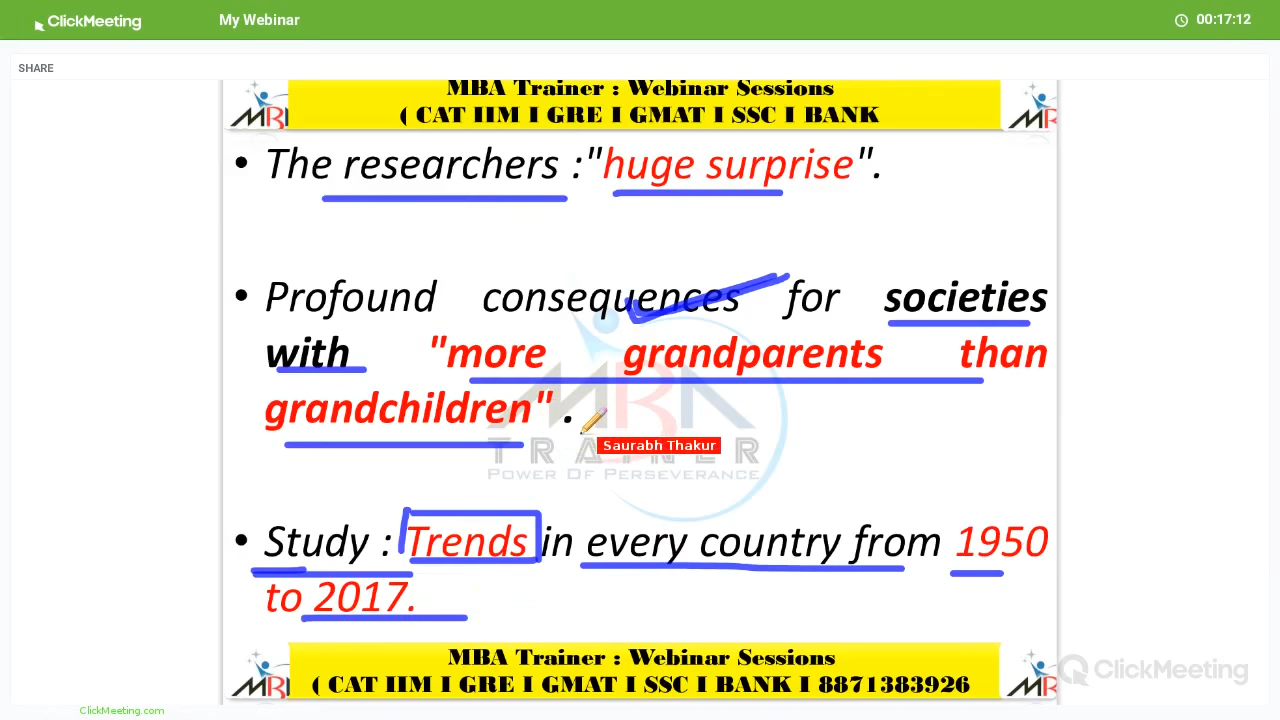 ClickMeeting My Webinar 00:17:12
SHARE
MBA Trainer : Webinar Sessions
( CAT IIM I GRE I GMAT I SSC I BANK
• The researchers :"huge surprise".
• Profound consequences for societies
with "more grandparents than
grandchildren" .
Saurabh Thakur
TRAINER
POWER OF PERSEVERANCE
• Study : Trends in every country from 1950
to 2017.
MBA Trainer : Webinar Sessions
( CAT IIM I GRE I GMAT I SSC I BANK I 8871383926
ClickMeeting
ClickMeeting.com